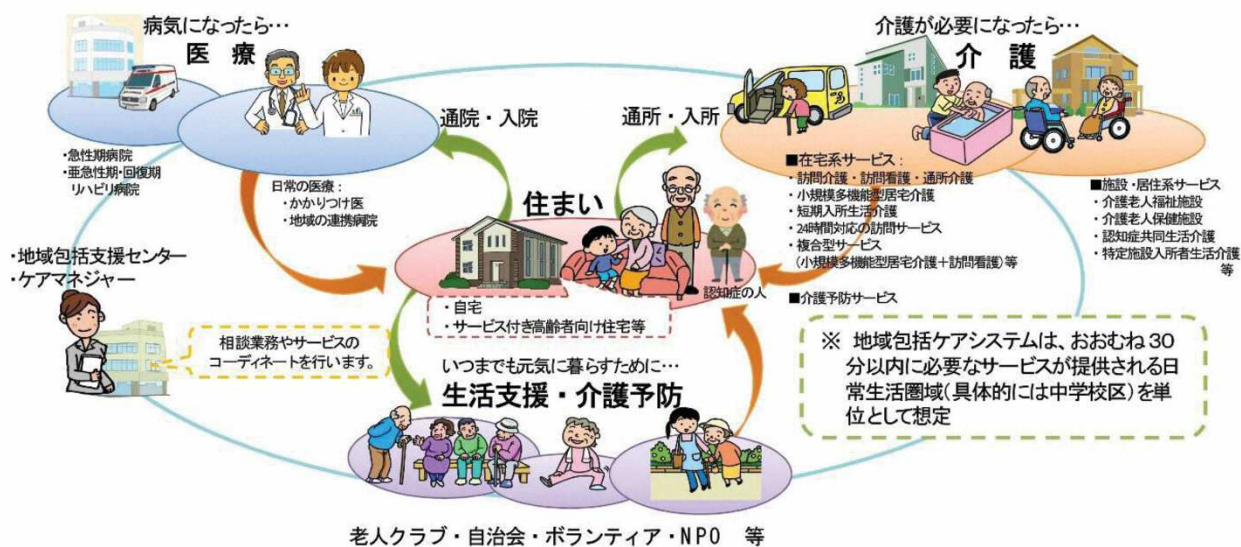 病気になったら…
医療
・急性期病院
・亜急性期・回復期
リハビリ病院
日常の医療：
・かかりつけ医
・地域の連携病院
通院・入院
通所・入所
介護が必要になったら…
介護
■在宅系サービス：
・訪問介護・訪問看護・通所介護
・小規模多機能型居宅介護
・短期入所生活介護
・24時間対応の訪問サービス
・複合型サービス
（小規模多機能型居宅介護＋訪問看護）等
■介護予防サービス
■施設・居住系サービス
・介護老人福祉施設
・介護老人保健施設
・認知症共同生活介護
・特定施設入所者生活介護
等
住まい
認知症の人
・自宅
・サービス付き高齢者向け住宅等
・地域包括支援センター
・ケアマネジャー
相談業務やサービスの
コーディネートを行います。
いつまでも元気に暮らすために…
生活支援・介護予防
老人クラブ・自治会・ボランティア・NPO 等
※ 地域包括ケアシステムは、おおむね30
分以内に必要なサービスが提供される日
常生活圏域（具体的には中学校区）を単
位として想定